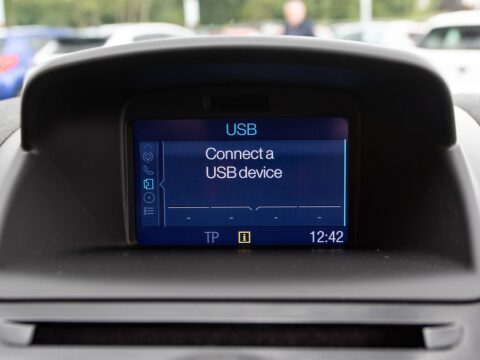 USB
Connect a
USB device
- - - -
TP i 12:42